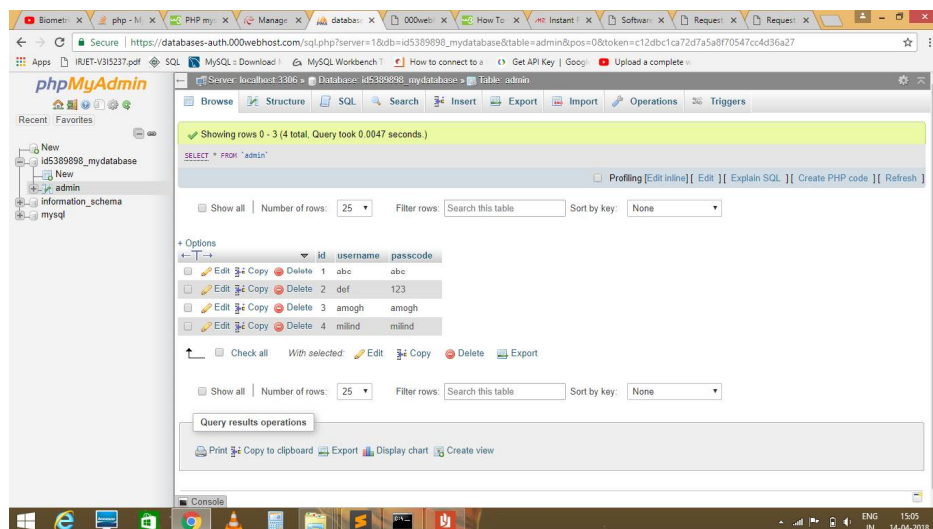 Biometri php - M PHP my Manage databas 000webh How To Instant Softwar Request Request
Secure https://databases-auth.000webhost.com/sql.php?server=1&db=id5389898_mydatabase&table=admin&pos=0&token=c12dbc1ca72d7a5a8f70547cc4d36a27
Apps IRJET-V3I5237.pdf SQL MySQL :: Download MySQL Workbench T How to connect to a Get API Key | Googl Upload a complete w
phpMyAdmin
Recent Favorites
New
id5389898_mydatabase
New
admin
information_schema
mysql
Server: localhost:3306 » Database: id5389898_mydatabase » Table: admin
Browse Structure SQL Search Insert Export Import Operations Triggers
Showing rows 0 - 3 (4 total, Query took 0.0047 seconds.)
SELECT * FROM `admin`
Profiling [Edit inline] [ Edit ] [ Explain SQL ] [ Create PHP code ] [ Refresh ]
Show all | Number of rows: 25 Filter rows: Search this table Sort by key: None
+ Options
←T→ id username passcode
Edit Copy Delete 1 abc abc
Edit Copy Delete 2 def 123
Edit Copy Delete 3 amogh amogh
Edit Copy Delete 4 milind milind
Check all With selected: Edit Copy Delete Export
Show all | Number of rows: 25 Filter rows: Search this table Sort by key: None
Query results operations
Print Copy to clipboard Export Display chart Create view
Console
ENG 15:05
IN 14-04-2018